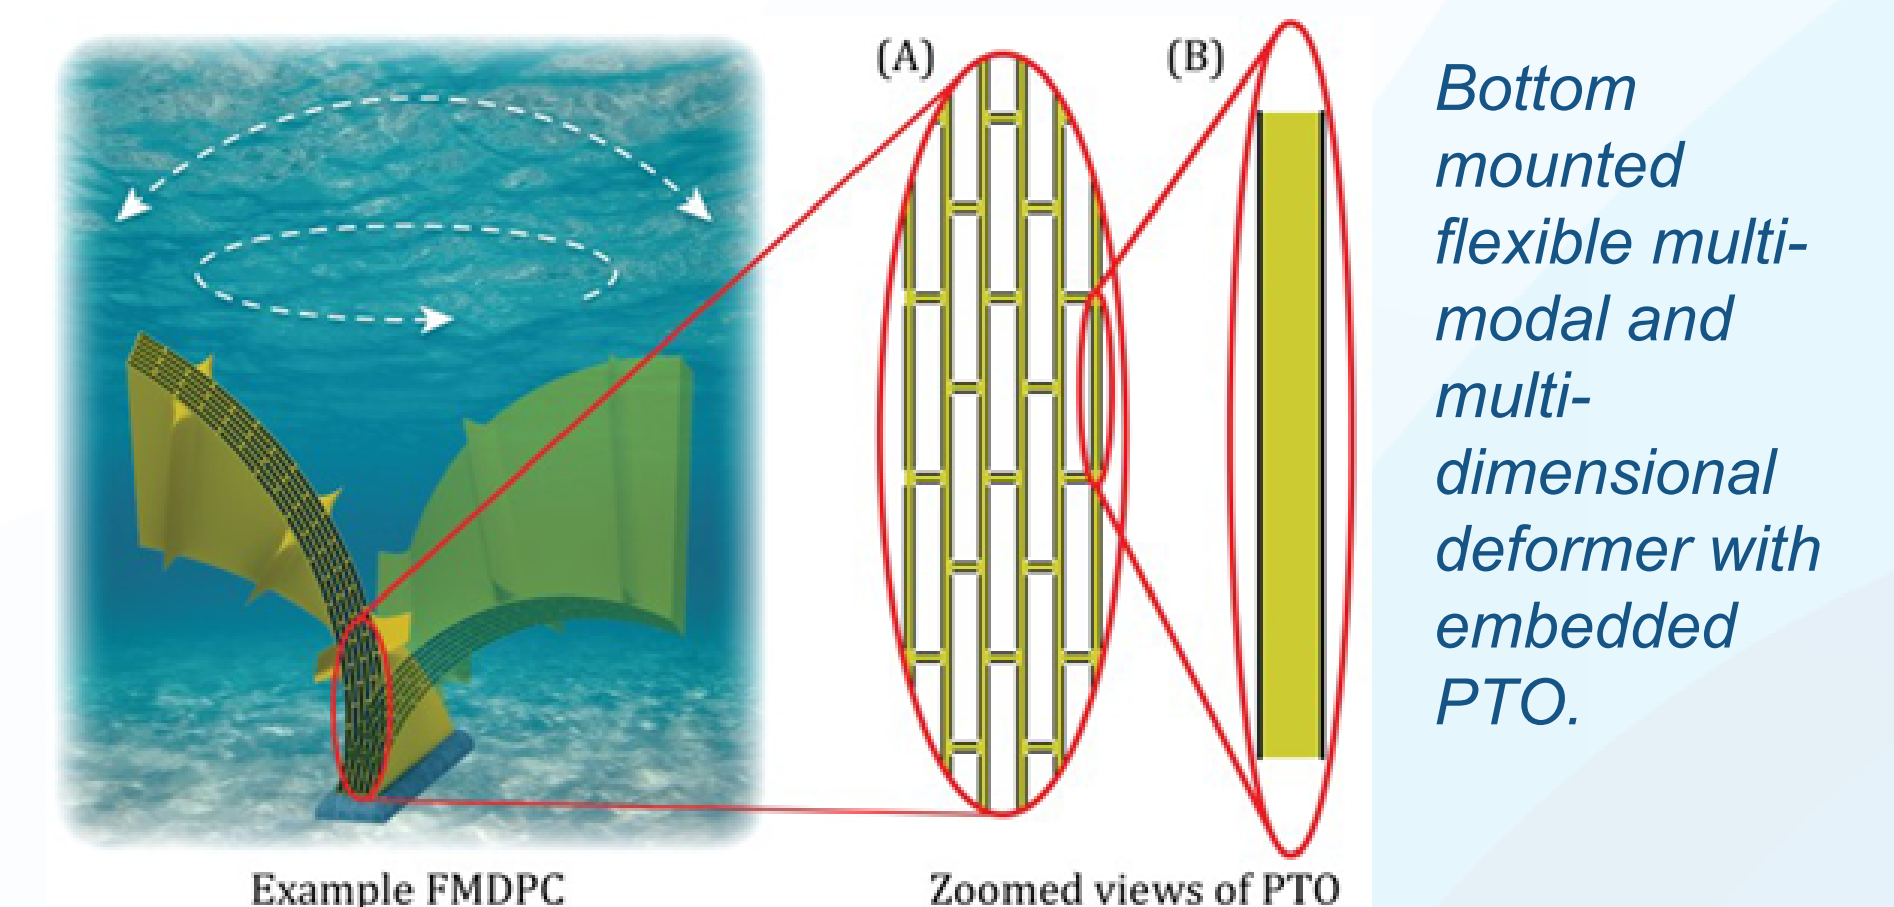 (A)
(B)
Example FMDPC
Zoomed views of PTO
Bottom
mounted
flexible multi-
modal and
multi-
dimensional
deformer with
embedded
PTO.